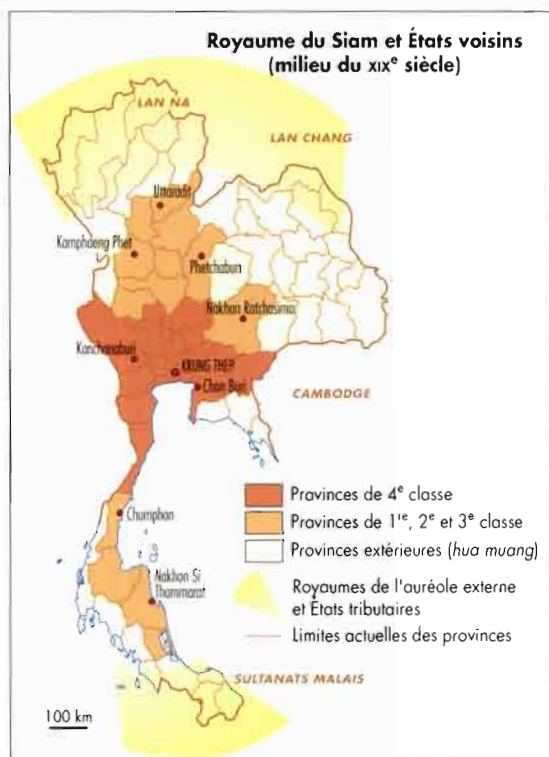 Royaume du Siam et États voisins
(milieu du XIXe siècle)
LAN NA
LAN CHANG
Uttaradit
Kamphaeng Phet
Phetchabun
Nakhon Ratchasima
Kanchanaburi
KRUNG THEP
Chon Buri
CAMBODGE
Provinces de 4e classe
Provinces de 1re, 2e et 3e classe
Chumphon
Provinces extérieures (hua muang)
Royaumes de l'auréole externe
et États tributaires
Nakhon Si
Thammarat
Limites actuelles des provinces
SULTANATS MALAIS
100 km